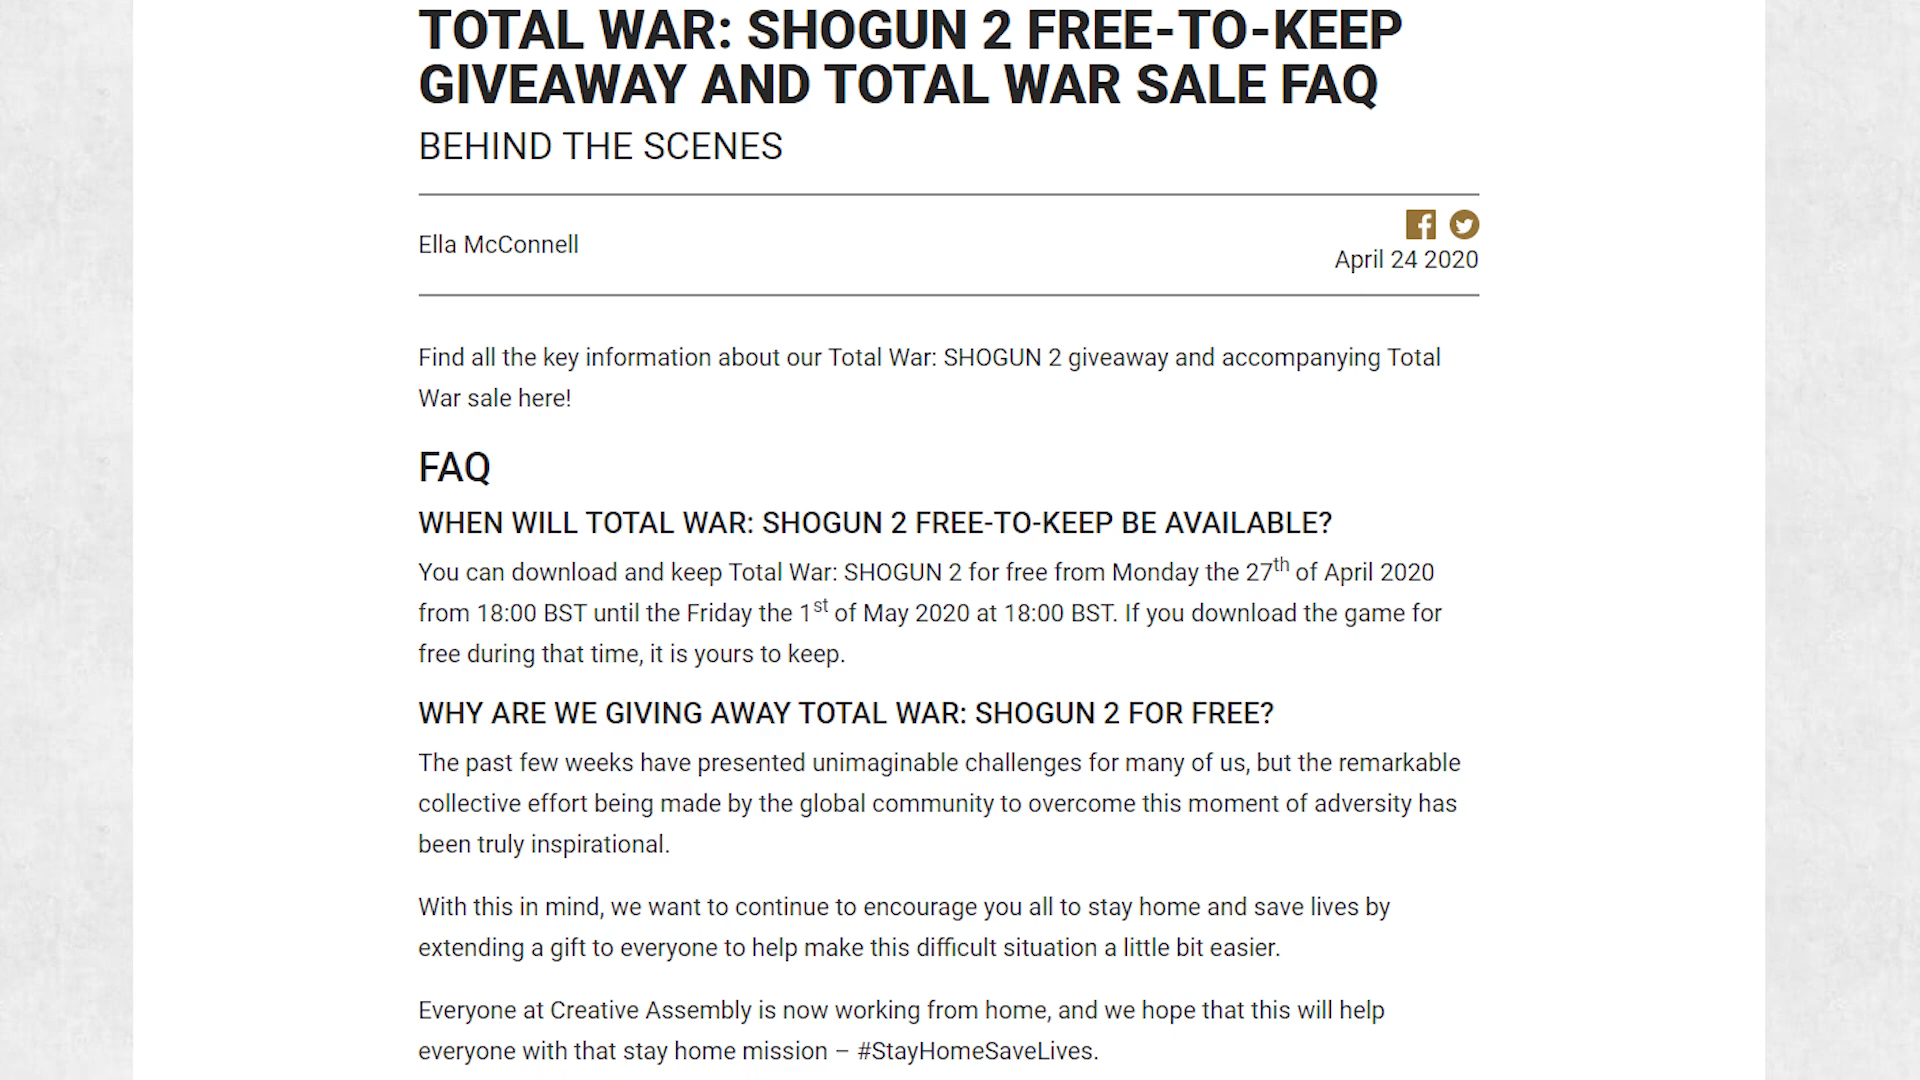 TOTAL WAR: SHOGUN 2 FREE-TO-KEEP
GIVEAWAY AND TOTAL WAR SALE FAQ
BEHIND THE SCENES
Ella McConnell
April 24 2020
Find all the key information about our Total War: SHOGUN 2 giveaway and accompanying Total
War sale here!
FAQ
WHEN WILL TOTAL WAR: SHOGUN 2 FREE-TO-KEEP BE AVAILABLE?
You can download and keep Total War: SHOGUN 2 for free from Monday the 27th of April 2020
from 18:00 BST until the Friday the 1st of May 2020 at 18:00 BST. If you download the game for
free during that time, it is yours to keep.
WHY ARE WE GIVING AWAY TOTAL WAR: SHOGUN 2 FOR FREE?
The past few weeks have presented unimaginable challenges for many of us, but the remarkable
collective effort being made by the global community to overcome this moment of adversity has
been truly inspirational.
With this in mind, we want to continue to encourage you all to stay home and save lives by
extending a gift to everyone to help make this difficult situation a little bit easier.
Everyone at Creative Assembly is now working from home, and we hope that this will help
everyone with that stay home mission – #StayHomeSaveLives.